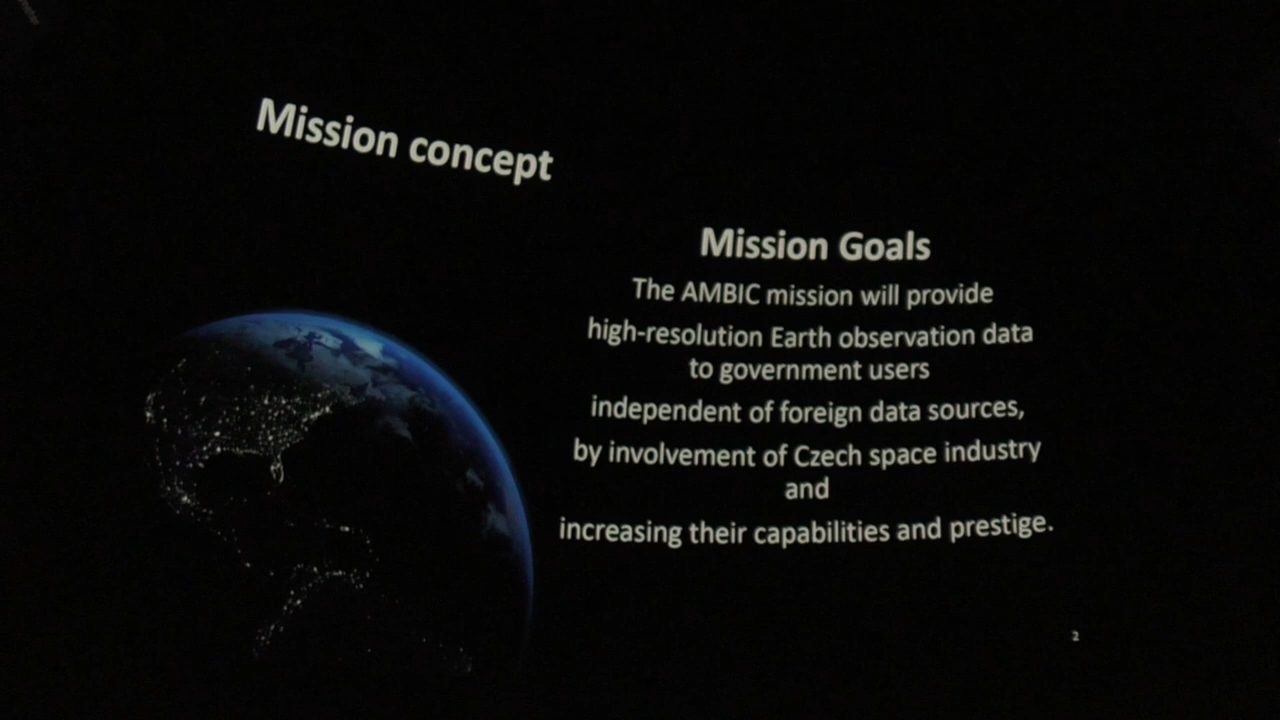 Mission concept
Mission Goals
The AMBIC mission will provide
high-resolution Earth observation data
to government users
independent of foreign data sources,
by involvement of Czech space industry
and
increasing their capabilities and prestige.
2